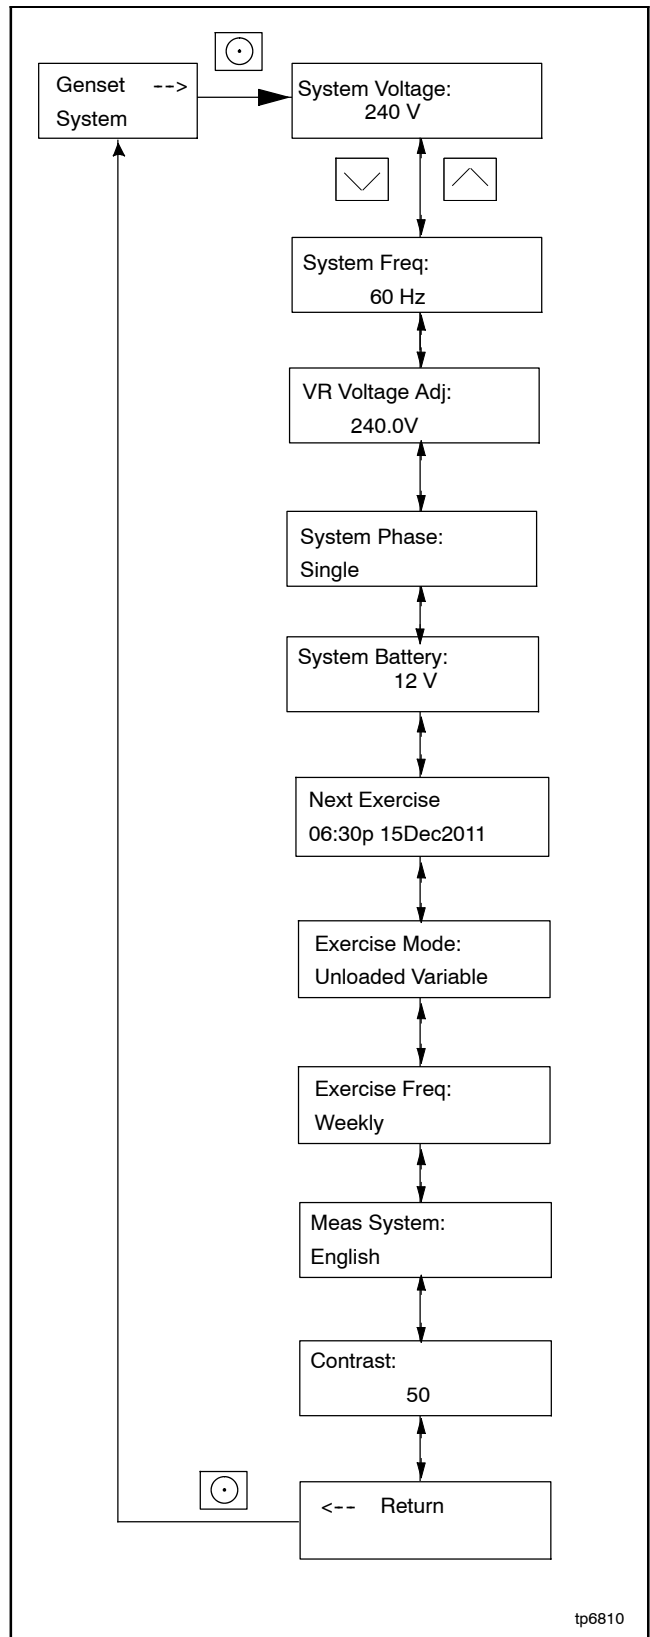 Genset -->
System
System Voltage:
240 V
System Freq:
60 Hz
VR Voltage Adj:
240.0V
System Phase:
Single
System Battery:
12 V
Next Exercise
06:30p 15Dec2011
Exercise Mode:
Unloaded Variable
Exercise Freq:
Weekly
Meas System:
English
Contrast:
50
<-- Return
tp6810